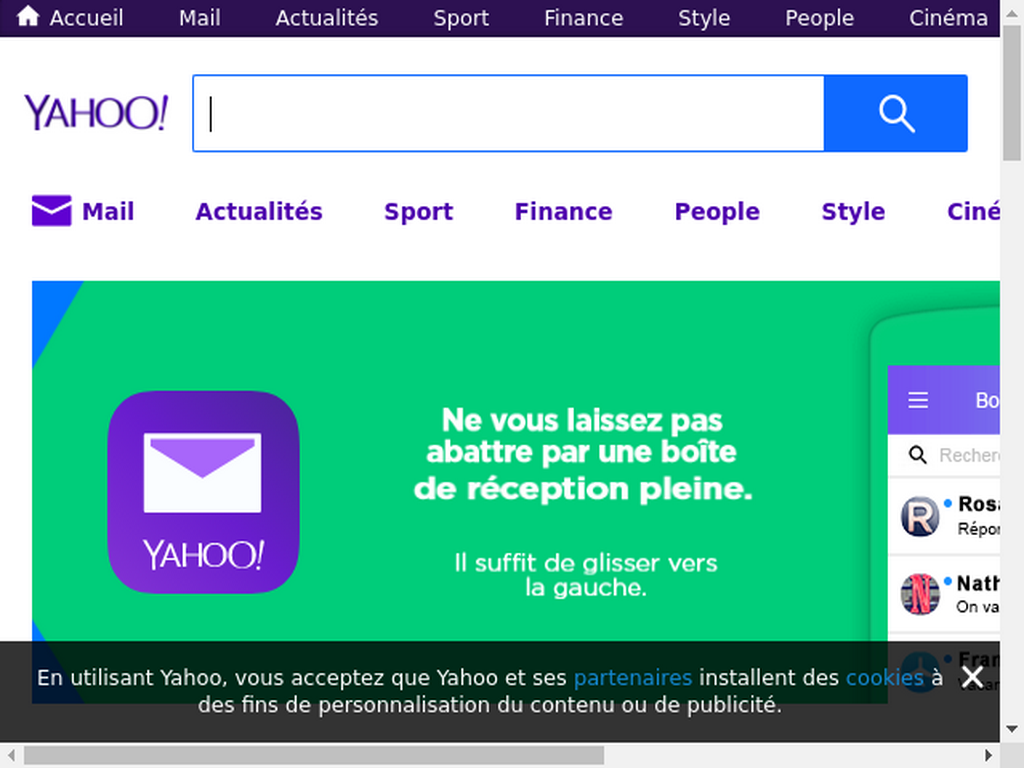 Accueil Mail Actualités Sport Finance Style People Cinéma
YAHOO!
Mail Actualités Sport Finance People Style Ciné
Ne vous laissez pas
abattre par une boîte
de réception pleine.
Il suffit de glisser vers
la gauche.
YAHOO!
Bo
Recher
Rosa
Répon
Nath
On va
Fran
En utilisant Yahoo, vous acceptez que Yahoo et ses partenaires installent des cookies à
des fins de personnalisation du contenu ou de publicité.